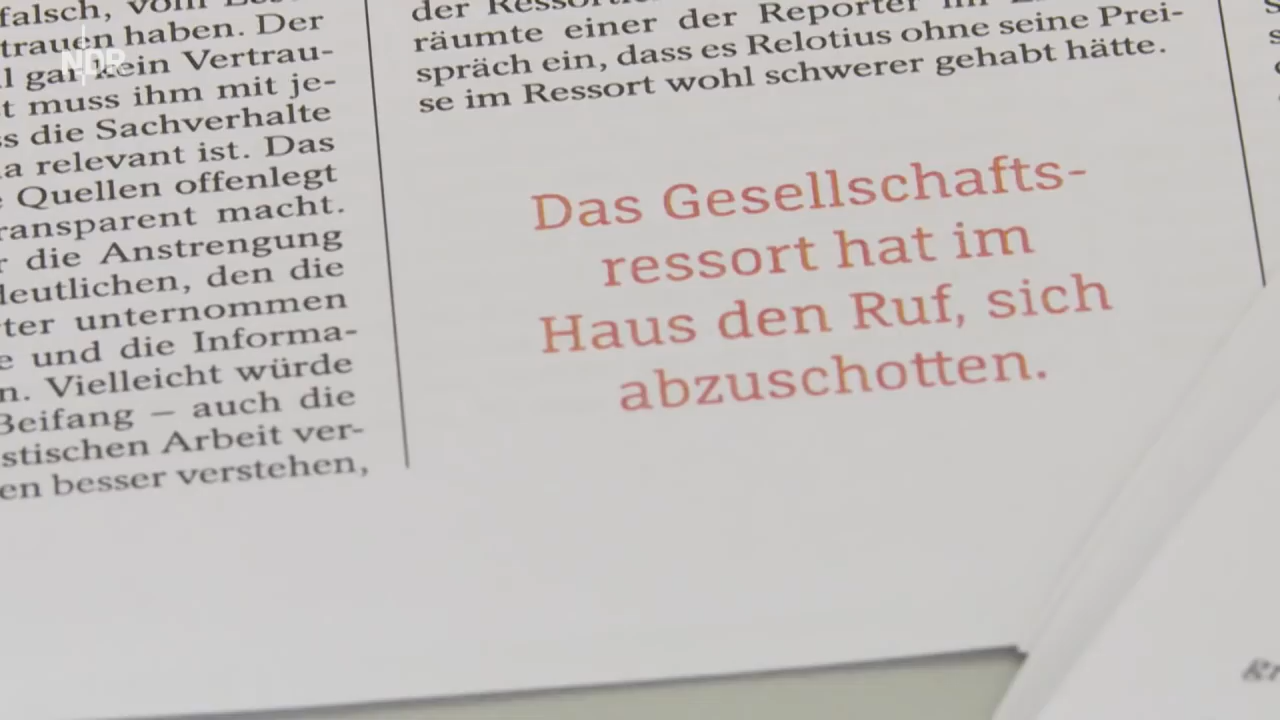 NDR
falsch,
trauen haben. Der
gar kein Vertrau-
muss ihm mit je-
die Sachverhalte
relevant ist. Das
Quellen offenlegt
ransparent macht.
die Anstrengung
deutlichen, den die
ter unternommen
und die Informa-
n. Vielleicht würde
Beifang – auch die
stischen Arbeit ver-
en besser verstehen,
der
räumte einer der Reporter im
spräch ein, dass es Relotius ohne seine Prei-
se im Ressort wohl schwerer gehabt hätte.
Das Gesellschafts-
ressort hat im
Haus den Ruf, sich
abzuschotten.